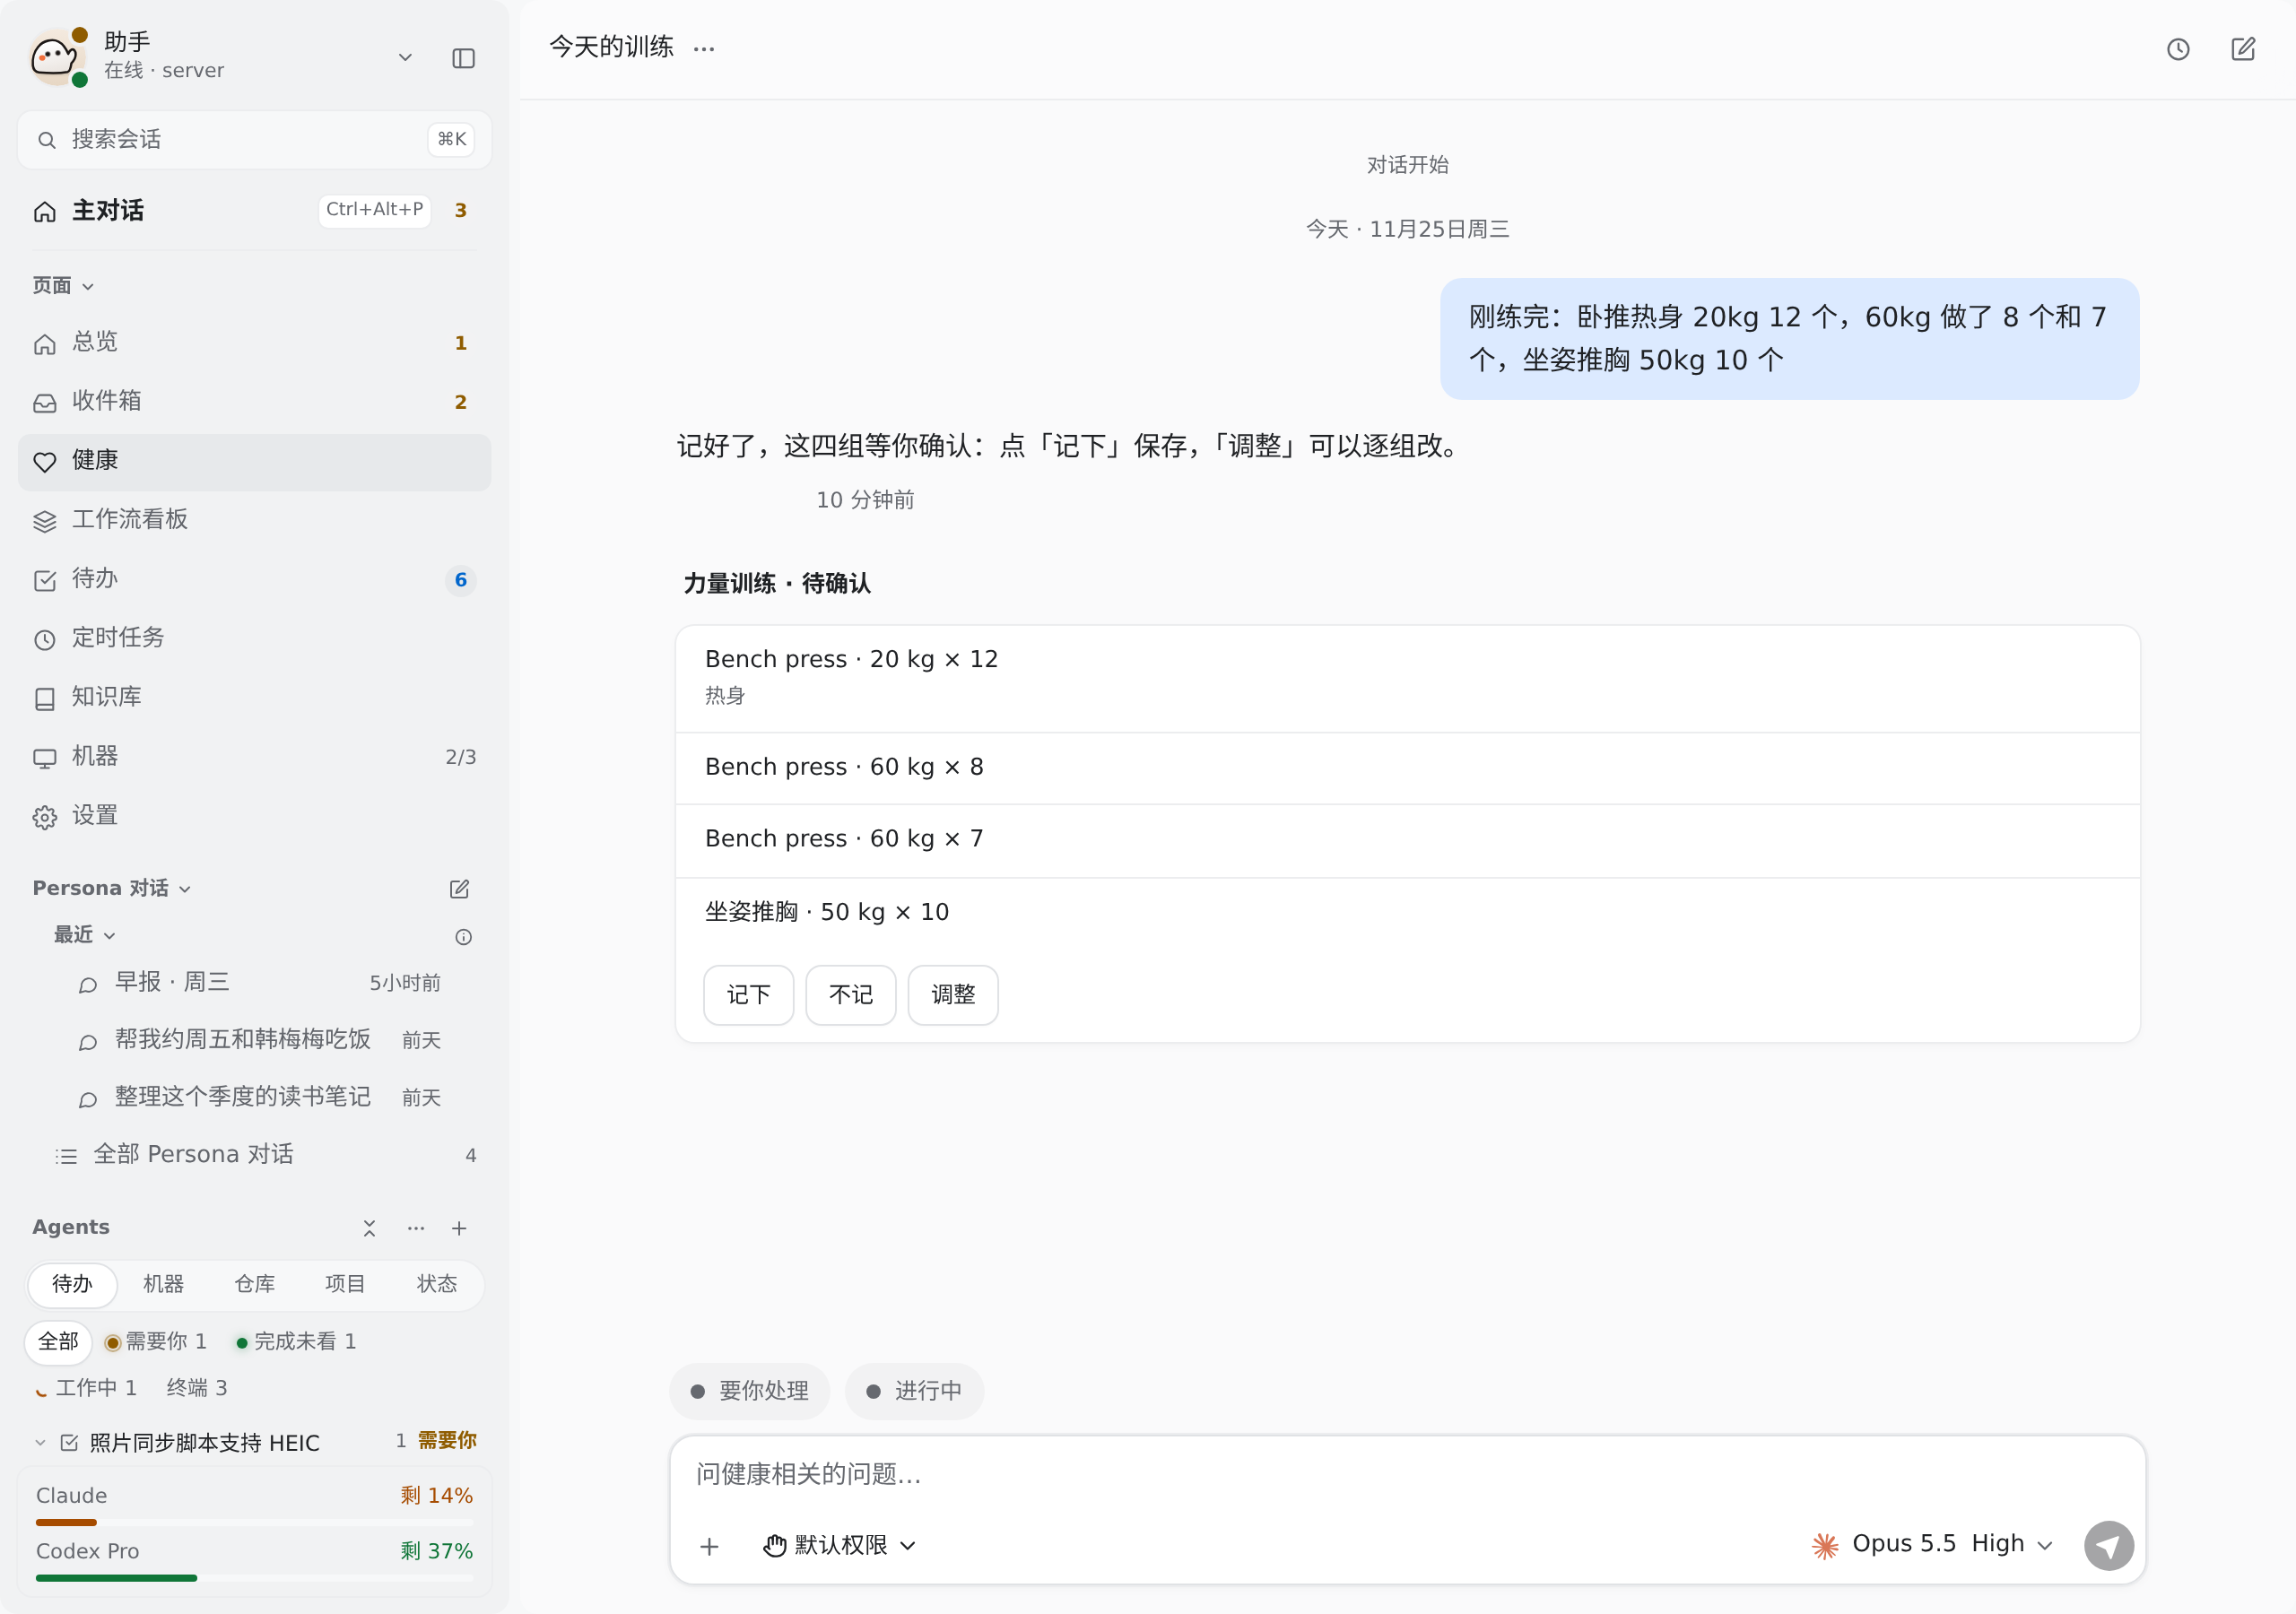 助手
在线 · server
搜索会话 ⌘K
主对话 Ctrl+Alt+P 3
页面
总览 1
收件箱 2
健康
工作流看板
待办 6
定时任务
知识库
机器 2/3
设置
Persona 对话
最近
早报 · 周三 5小时前
帮我约周五和韩梅梅吃饭 前天
整理这个季度的读书笔记 前天
全部 Persona 对话 4
Agents
待办 机器 仓库 项目 状态
全部 需要你 1 完成未看 1
工作中 1 终端 3
照片同步脚本支持 HEIC 1 需要你
Claude 剩 14%
Codex Pro 剩 37%
今天的训练 ···
对话开始
今天 · 11月25日周三
刚练完：卧推热身 20kg 12 个，60kg 做了 8 个和 7
个，坐姿推胸 50kg 10 个
记好了，这四组等你确认：点「记下」保存，「调整」可以逐组改。
10 分钟前
力量训练 · 待确认
Bench press · 20 kg × 12
热身
Bench press · 60 kg × 8
Bench press · 60 kg × 7
坐姿推胸 · 50 kg × 10
记下 不记 调整
要你处理 进行中
问健康相关的问题…
默认权限 Opus 5.5 High